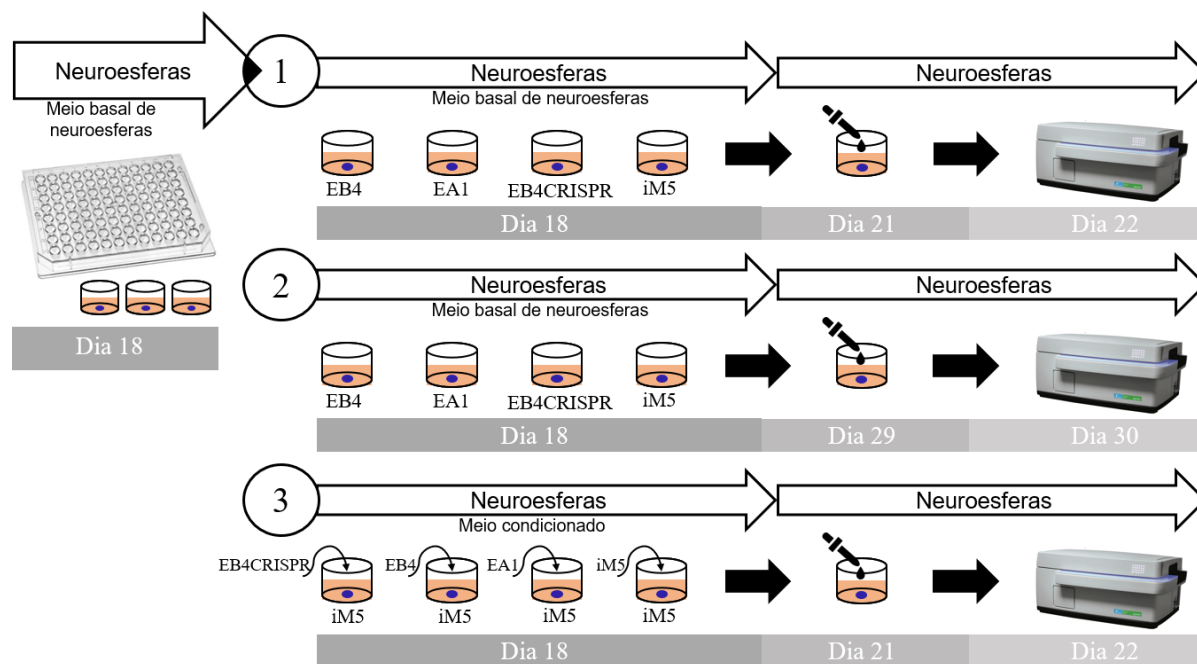 Neuroesferas
Meio basal de
neuroesferas
Dia 18
1
Neuroesferas
Neuroesferas
Meio basal de neuroesferas
EB4
EA1
EB4CRISPR
iM5
Dia 18
Dia 21
Dia 22
2
Neuroesferas
Neuroesferas
Meio basal de neuroesferas
EB4
EA1
EB4CRISPR
iM5
Dia 18
Dia 29
Dia 30
3
Neuroesferas
Neuroesferas
Meio condicionado
EB4CRISPR
EB4
EA1
iM5
iM5
iM5
iM5
iM5
Dia 18
Dia 21
Dia 22